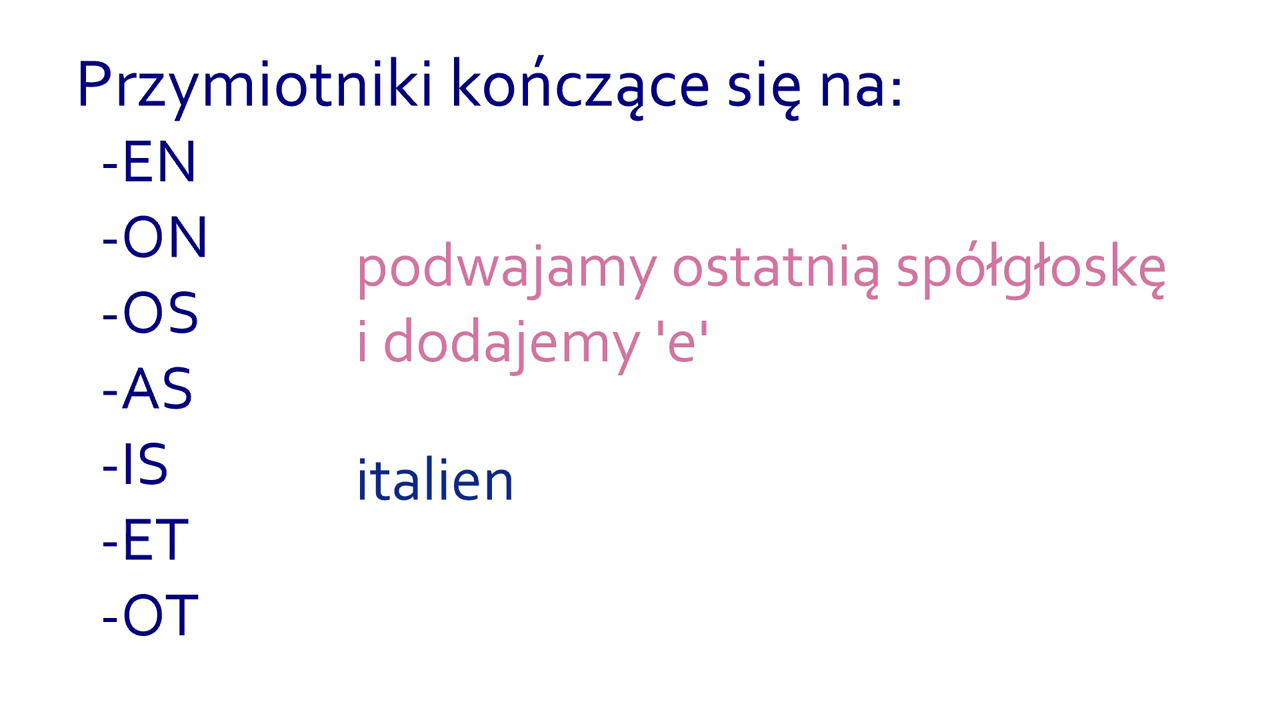 Przymiotniki kończące się na:
-EN
-ON
-OS
-AS
-IS
-ET
-OT
podwajamy ostatnią spółgłoskę
i dodajemy 'e'
italien